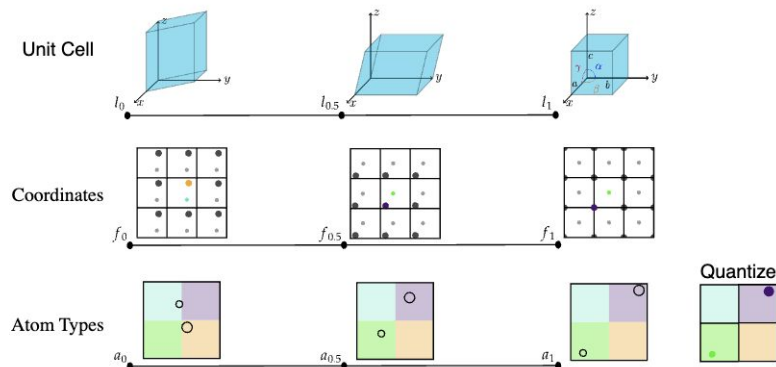 Unit Cell
z
y
x
z
y
x
z
y
x
c
γ
α
a
b
β
l₀
l₀.₅
l₁
Coordinates
f₀
f₀.₅
f₁
Quantize
Atom Types
a₀
a₀.₅
a₁